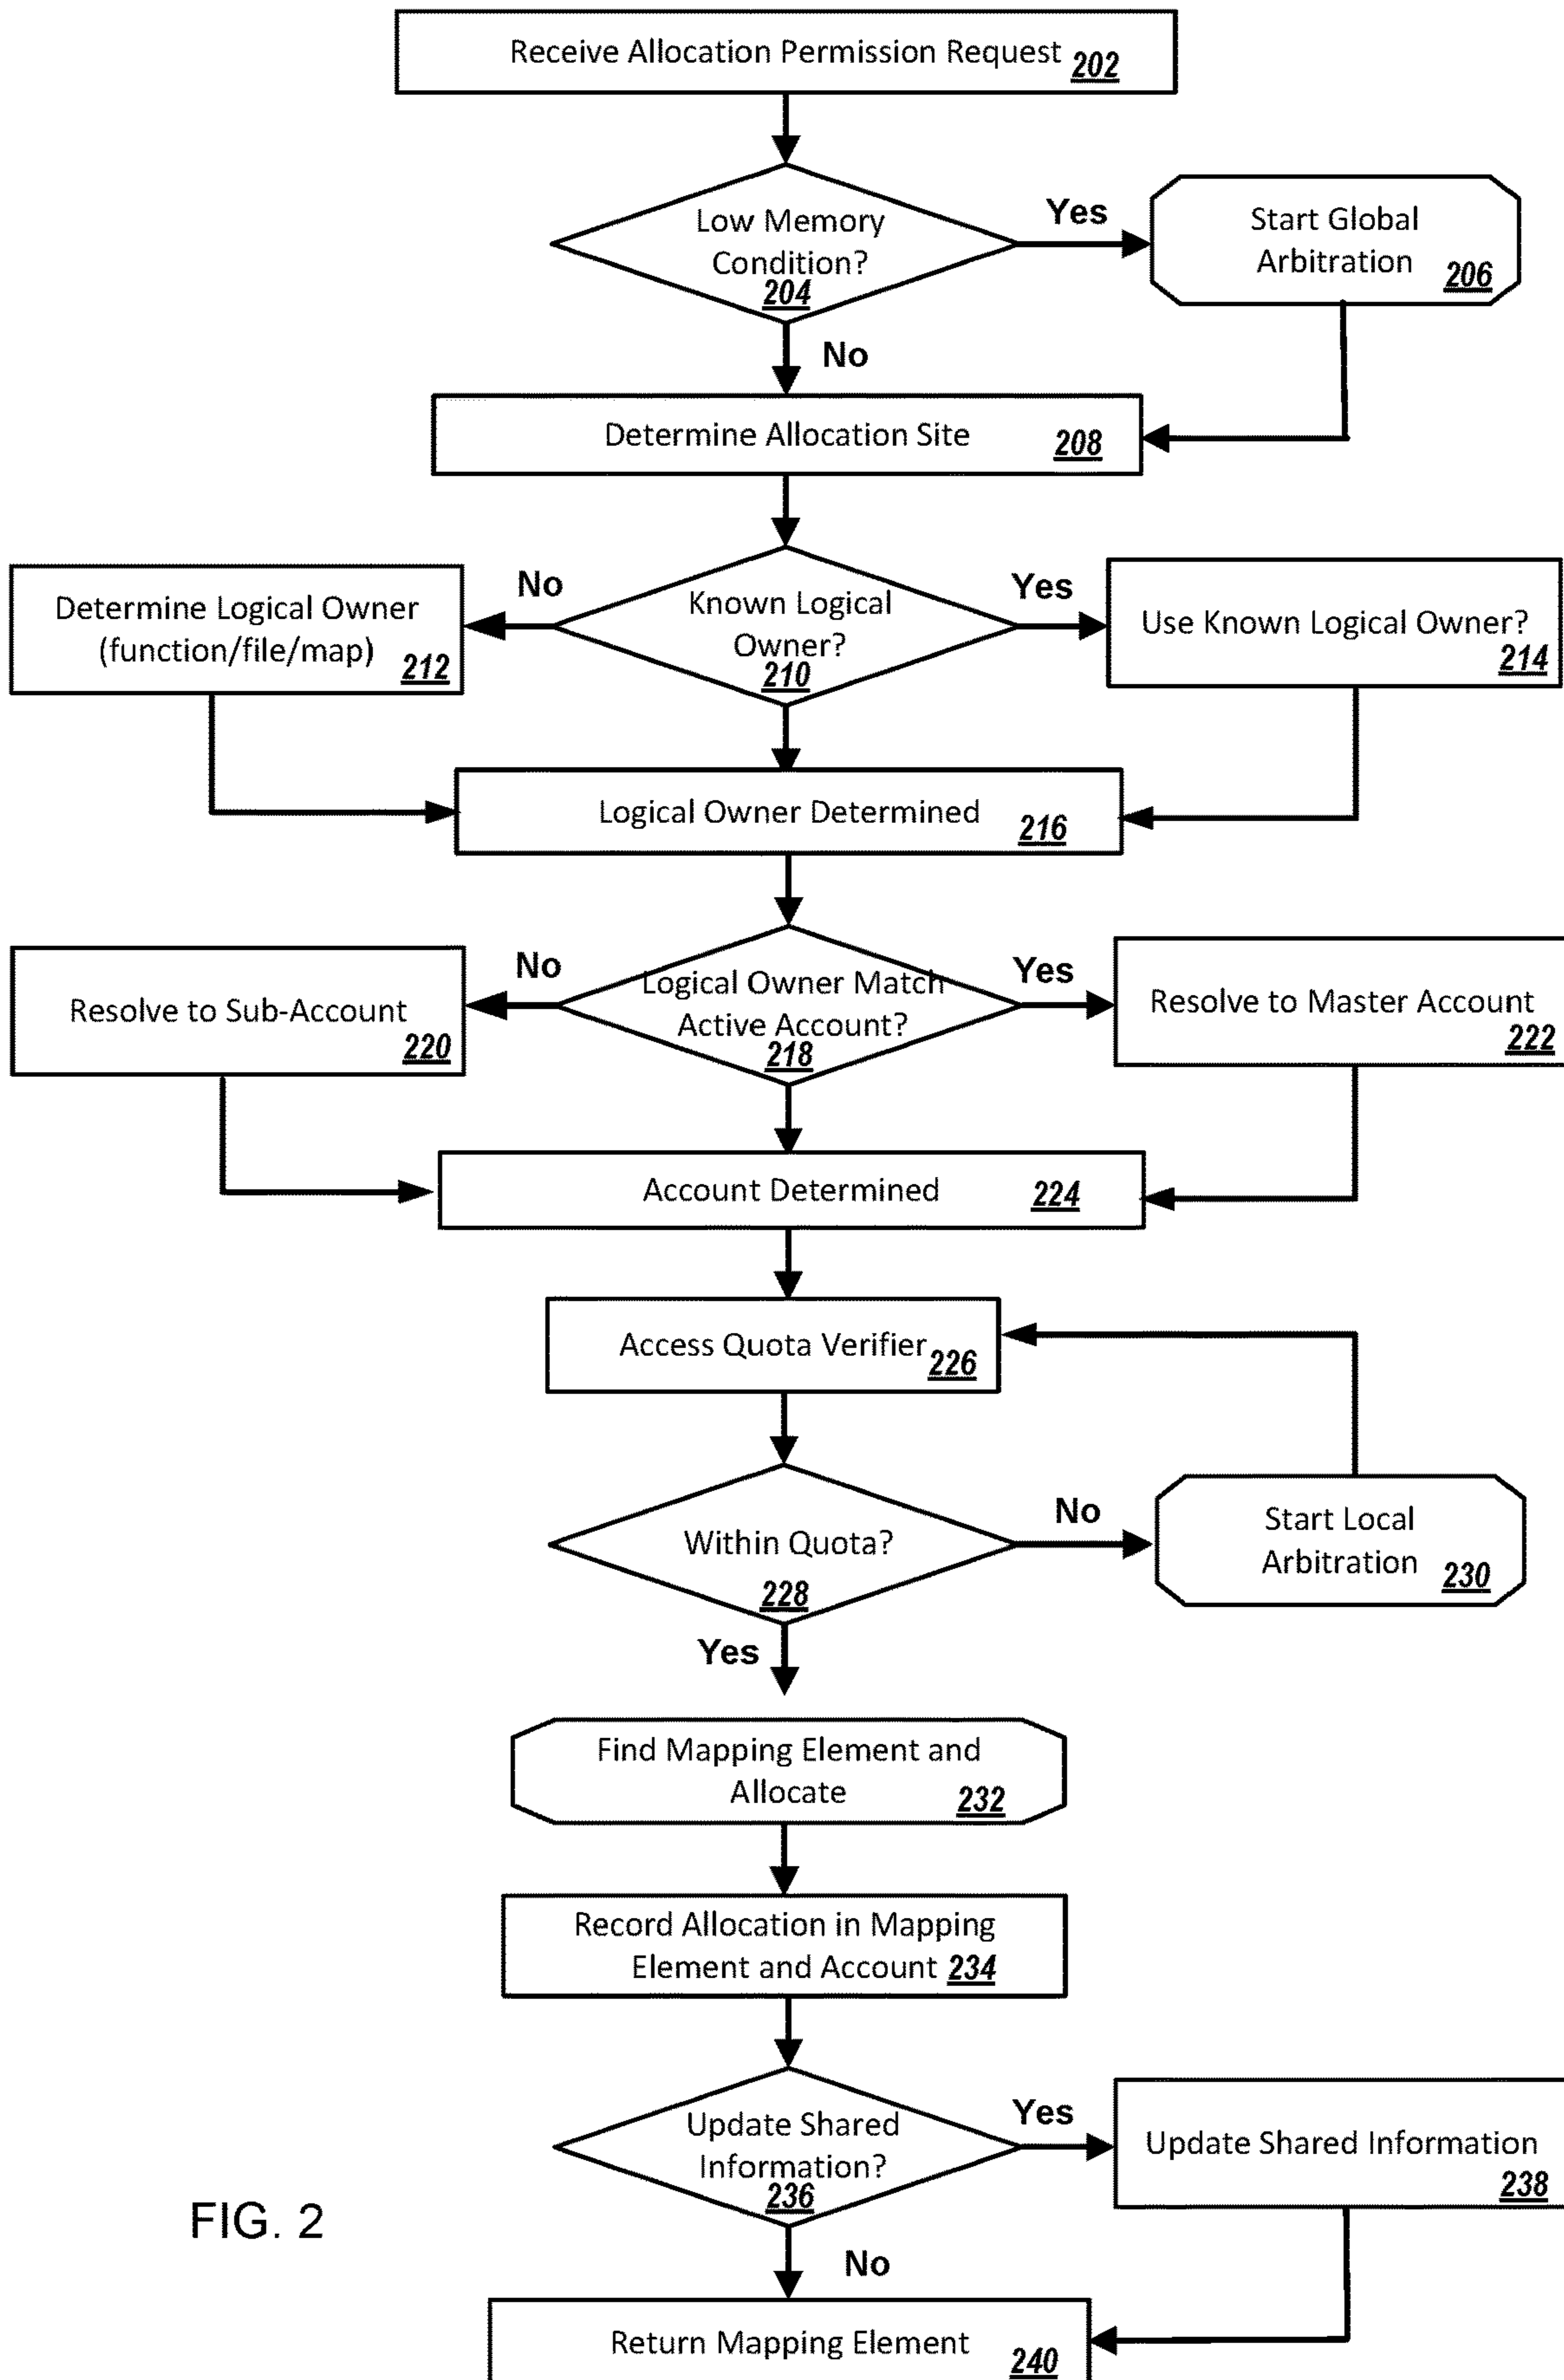 Receive Allocation Permission Request 202
Low Memory
Condition?
204
Yes
Start Global
Arbitration 206
No
Determine Allocation Site 208
No
Known Logical
Owner?
210
Yes
Determine Logical Owner
(function/file/map) 212
Use Known Logical Owner?
214
Logical Owner Determined 216
No
Logical Owner Match
Active Account?
218
Yes
Resolve to Sub-Account
220
Resolve to Master Account
222
Account Determined 224
Access Quota Verifier 226
Within Quota?
228
No
Start Local
Arbitration 230
Yes
Find Mapping Element and
Allocate 232
Record Allocation in Mapping
Element and Account 234
Update Shared
Information?
236
Yes
Update Shared Information
238
FIG. 2
No
Return Mapping Element 240